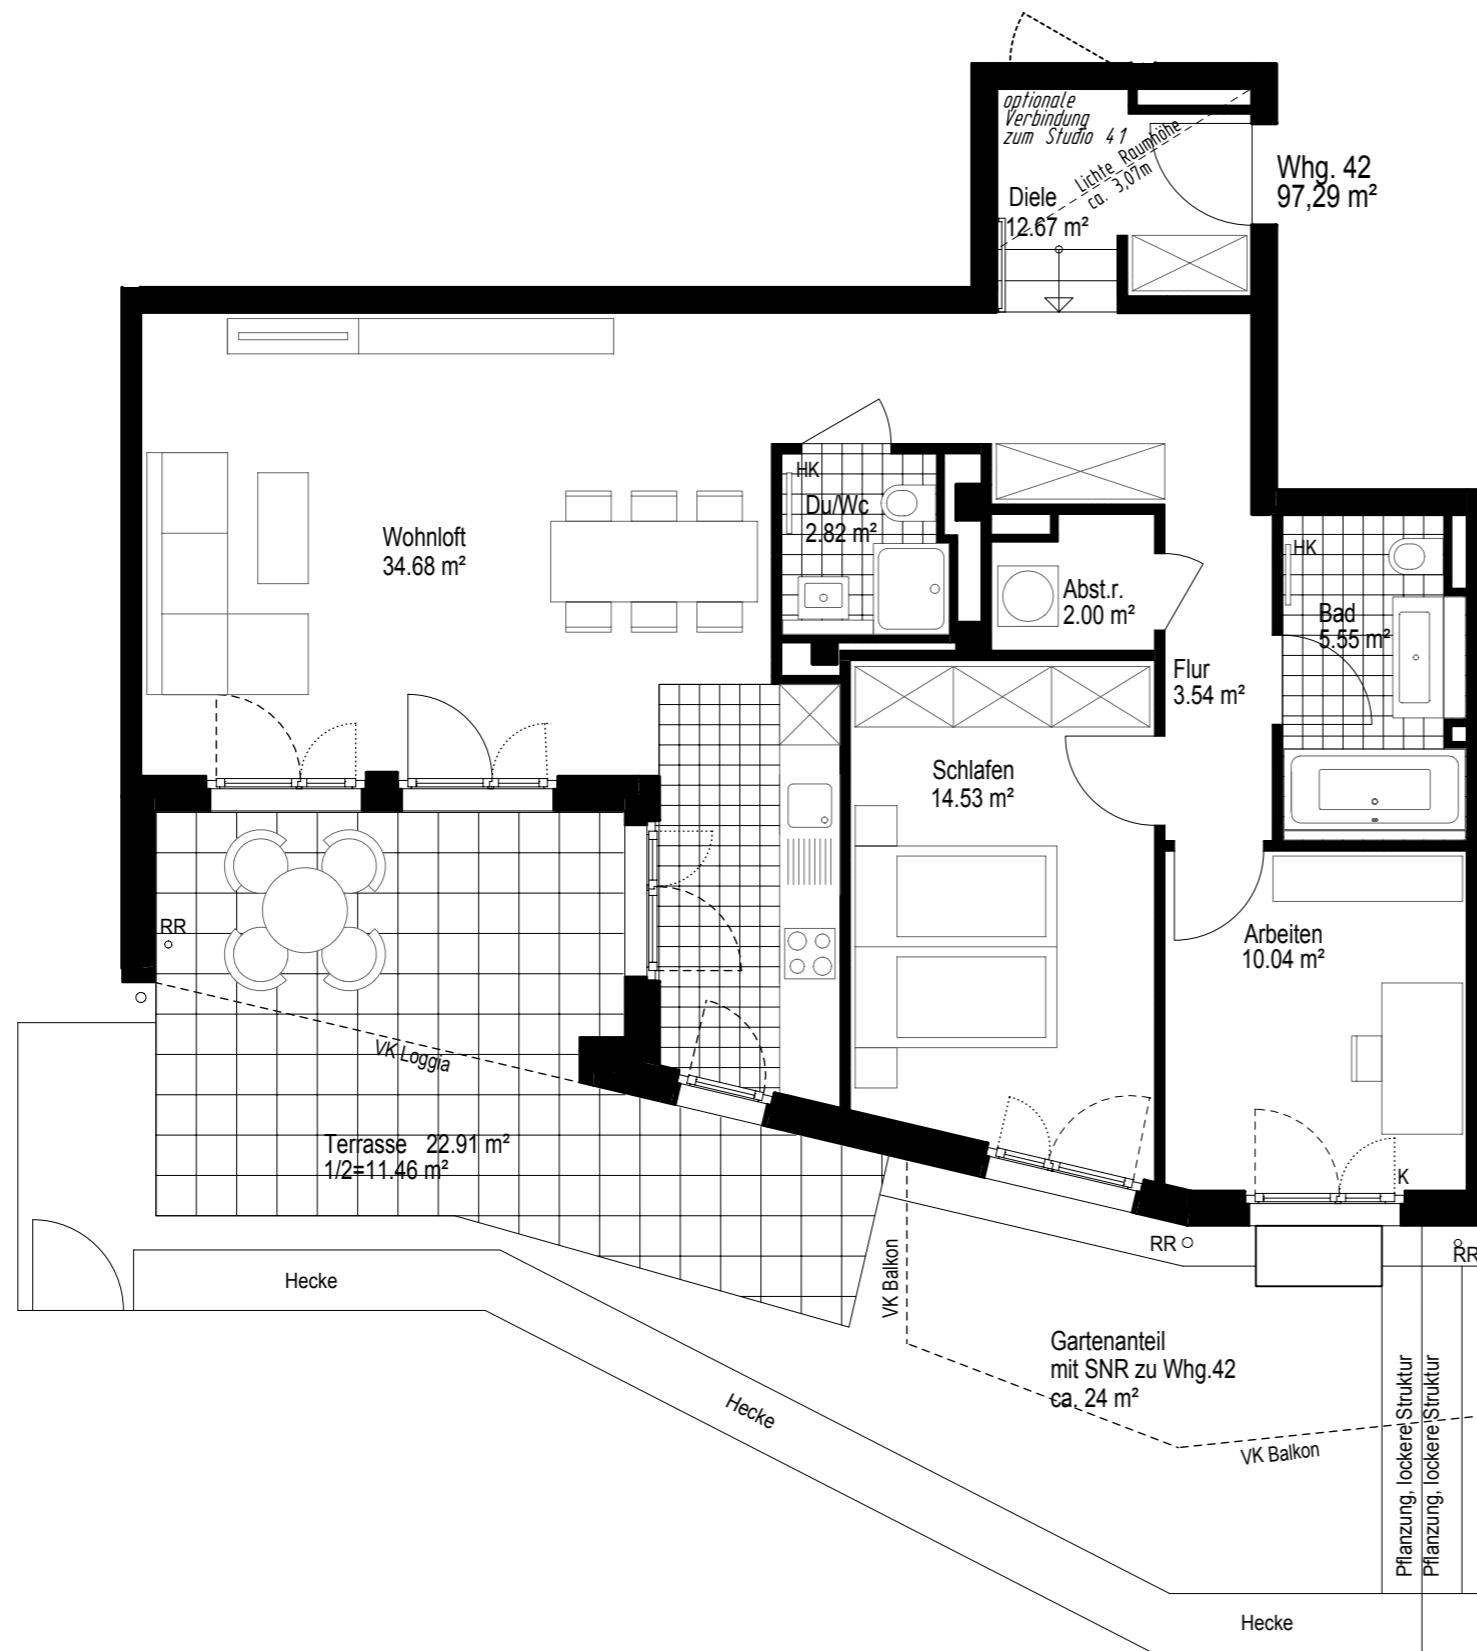 optionale
Verbindung
zum Studio 41
Lichte Raumhöhe
ca. 3,07m
Whg. 42
97,29 m²
Diele
12.67 m²
HK
Du/Wc
2.82 m²
Wohnloft
34.68 m²
HK
Abst.r.
2.00 m²
Bad
5.55 m²
Flur
3.54 m²
Schlafen
14.53 m²
RR
Arbeiten
10.04 m²
VK Loggia
Terrasse 22.91 m²
1/2=11.46 m²
K
RR
RR
Hecke
VK Balkon
Gartenanteil
mit SNR zu Whg.42
ca. 24 m²
Hecke
VK Balkon
Pflanzung, lockere Struktur
Pflanzung, lockere Struktur
Hecke